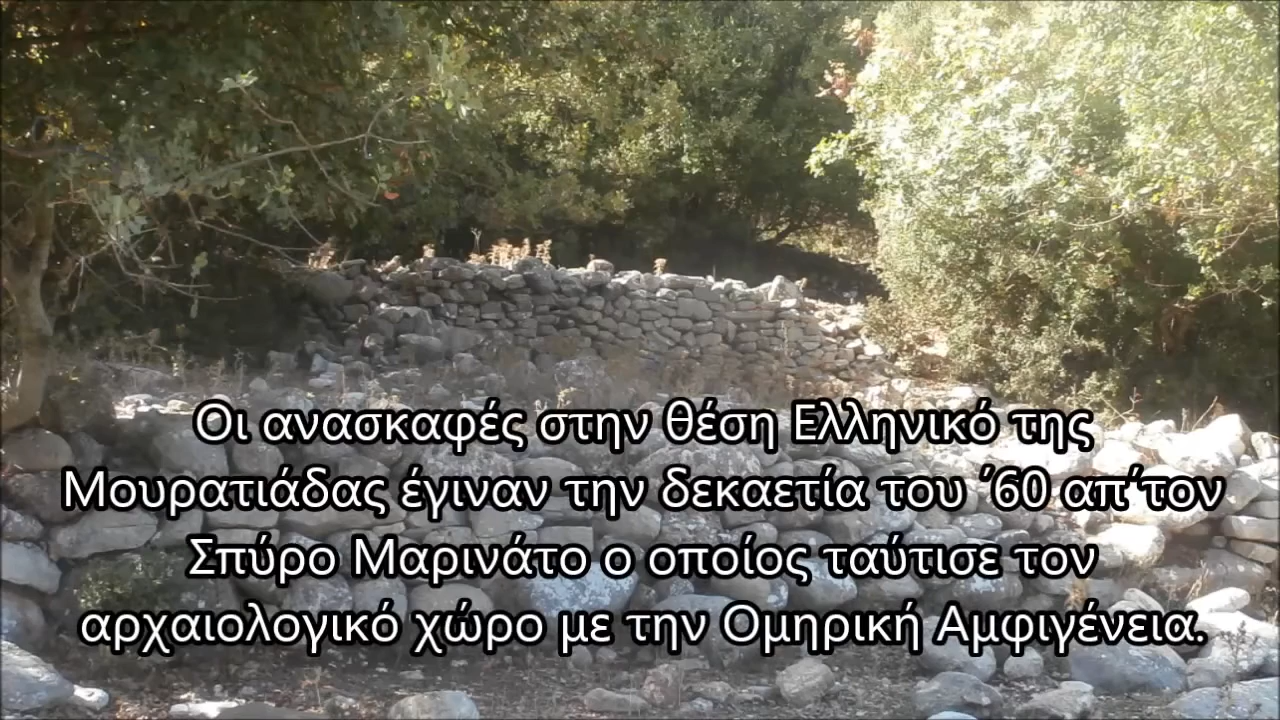 Οι ανασκαφές στην θέση Ελληνικό της
Μουρατιάδας έγιναν την δεκαετία του ΄60 απ΄τον
Σπύρο Μαρινάτο ο οποίος ταύτισε τον
αρχαιολογικό χώρο με την Ομηρική Αμφιγένεια.